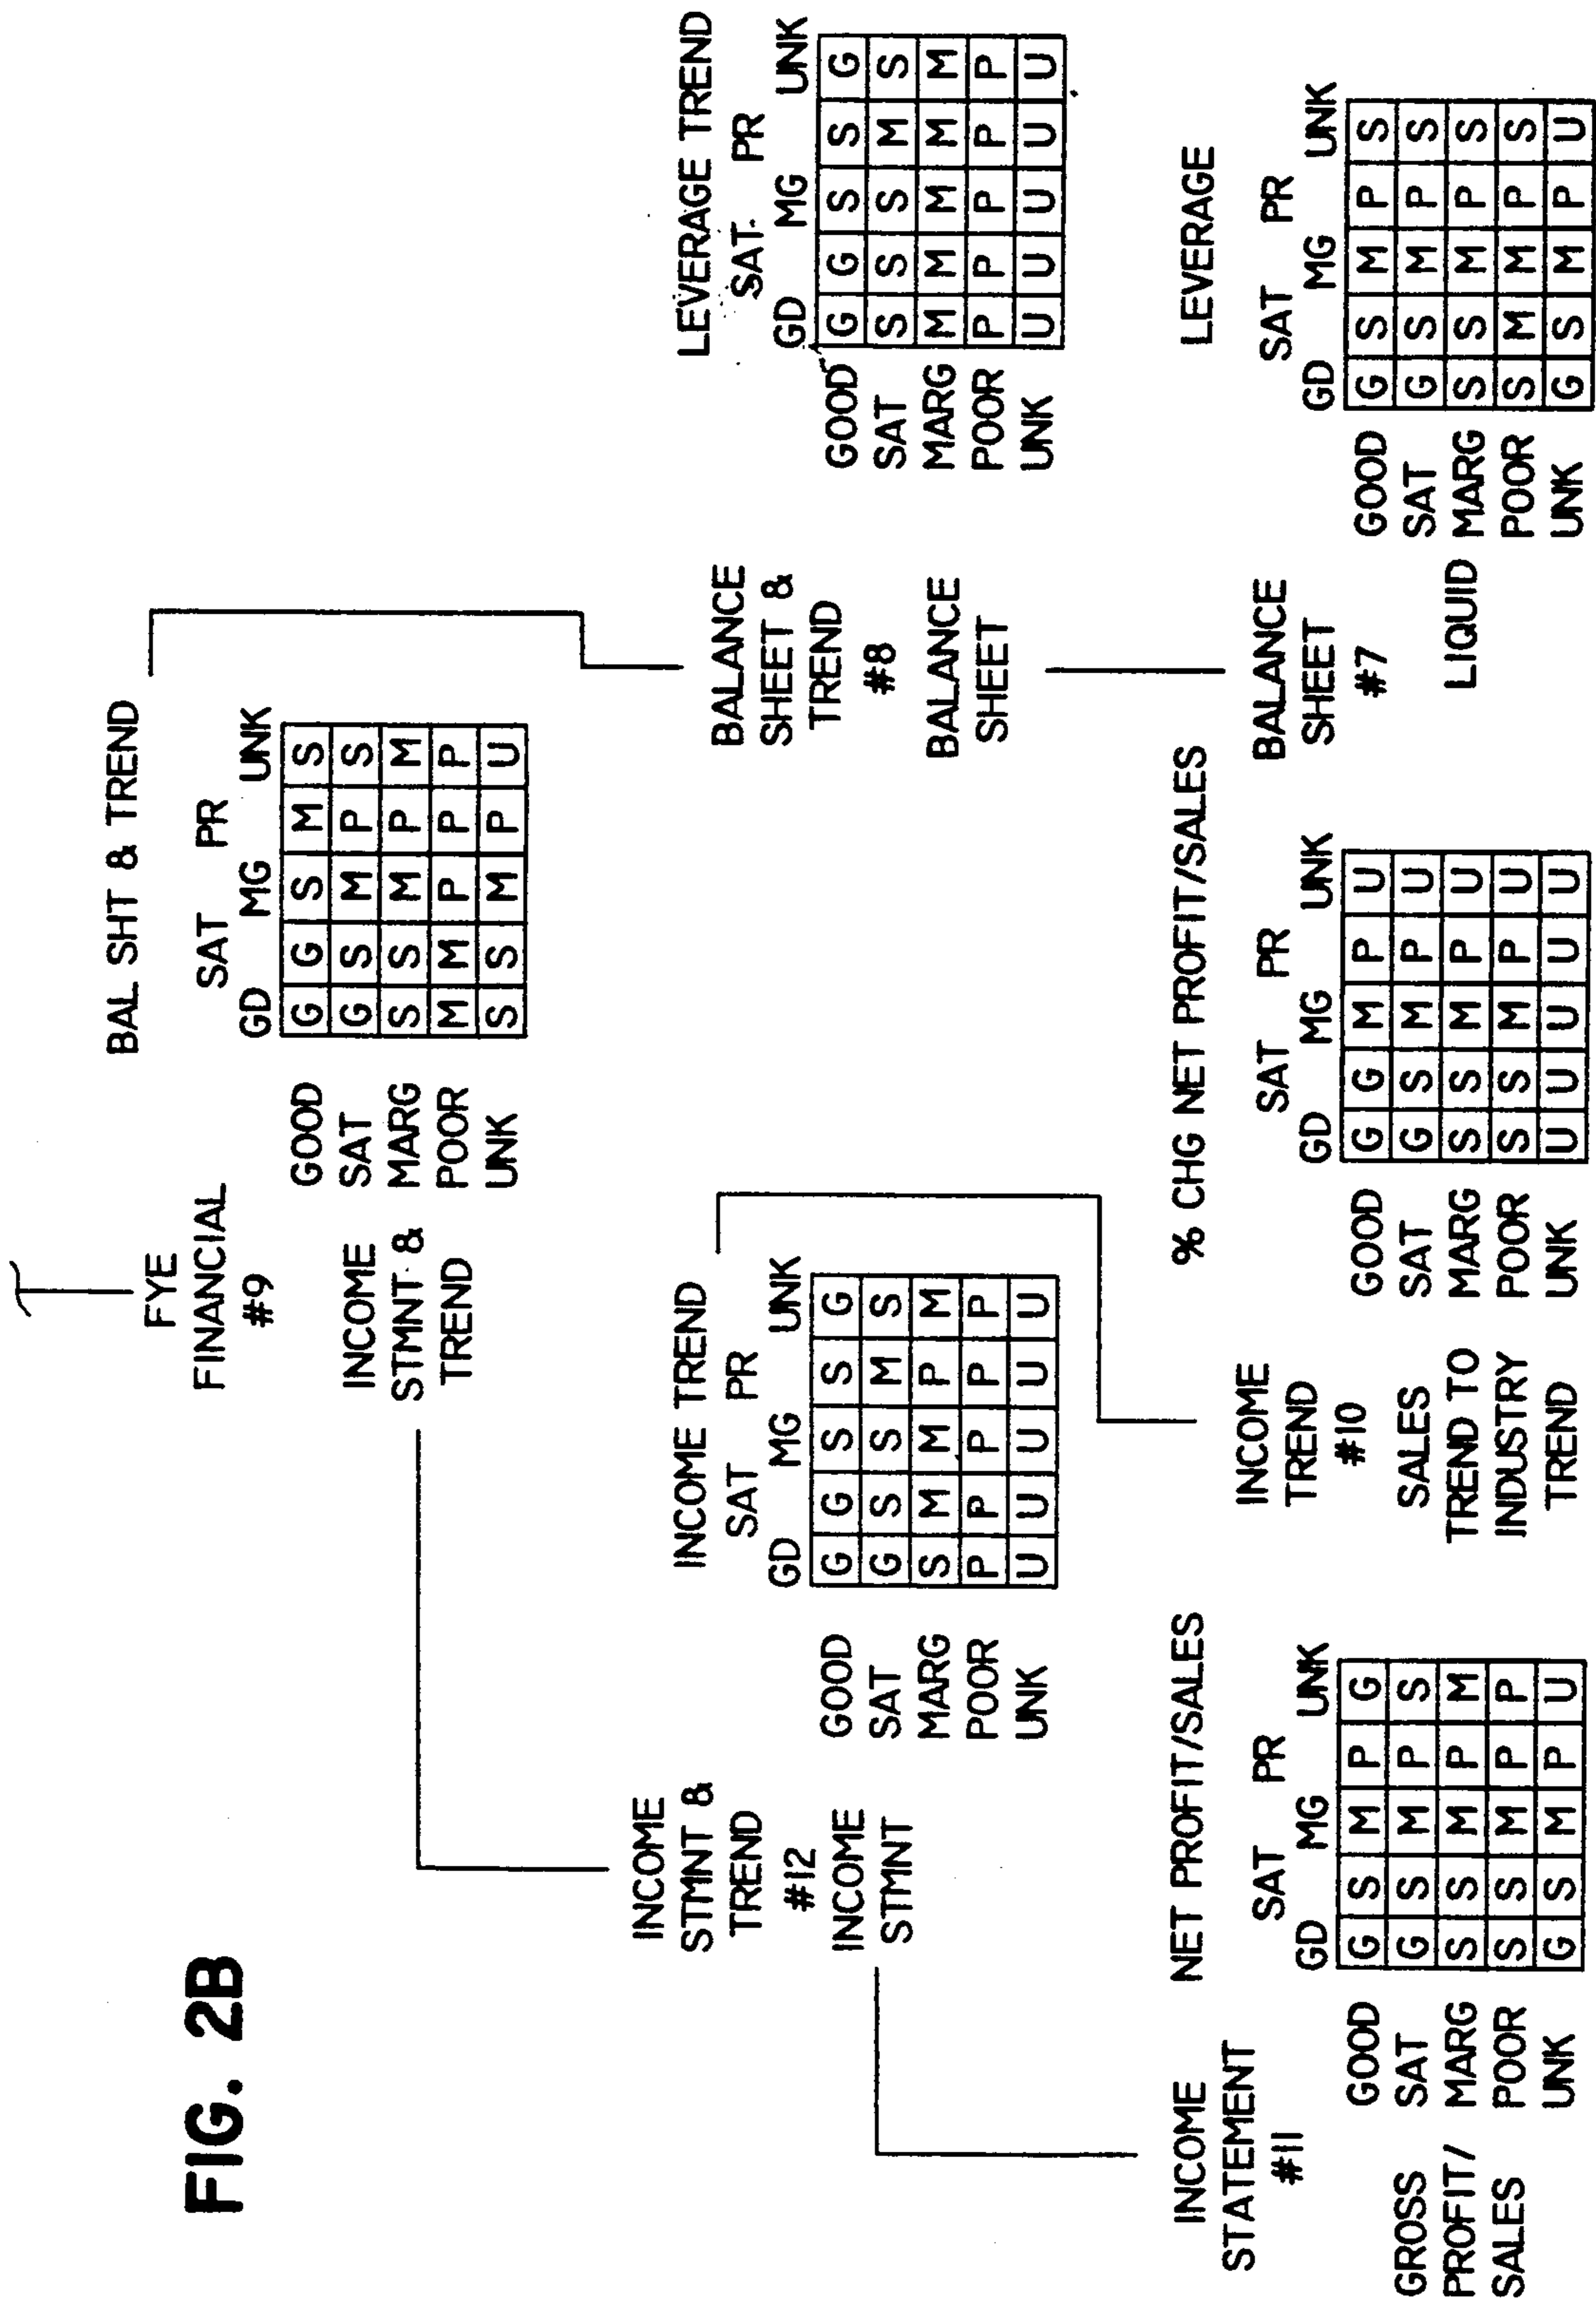 FIG. 2B
FYE
FINANCIAL
#9
BAL SHT & TREND
SAT PR
GD MG UNK
INCOME
STMNT &
TREND
GOOD G G S M S
SAT G S M P S
MARG S S M P M
POOR M M P P P
UNK S S M P U
INCOME
STMNT &
TREND
#12
INCOME
STMNT
INCOME TREND
SAT PR
GD MG UNK
GOOD G G S S G
SAT G S S M S
MARG S M M P M
POOR P P P P P
UNK U U U U U
BALANCE
SHEET &
TREND
#8
BALANCE
SHEET
LEVERAGE TREND
SAT PR
GD MG UNK
GOOD G G S S G
SAT S S S M S
MARG M M M M M
POOR P P P P P
UNK U U U U U
INCOME
STATEMENT
#11
GROSS
PROFIT/
SALES
NET PROFIT/SALES
SAT PR
GD MG UNK
GOOD G S M P G
SAT G S M P S
MARG S S M P M
POOR S S M P P
UNK G S M P U
INCOME
TREND
#10
SALES
TREND TO
INDUSTRY
TREND
% CHG NET PROFIT/SALES
SAT PR
GD MG UNK
GOOD G G M P U
SAT G S M P U
MARG S S M P U
POOR S S M P U
UNK U U U U U
BALANCE
SHEET
#7
LIQUID
LEVERAGE
SAT PR
GD MG UNK
GOOD G S M P S
SAT G S M P S
MARG S S M P S
POOR S M M P S
UNK G S M P U